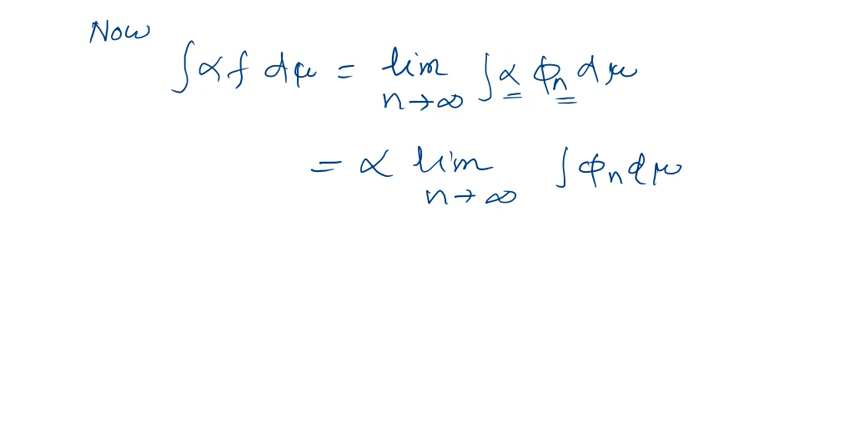 Now
∫αf dμ = lim n→∞ ∫α ϕn dμ
= α lim n→∞ ∫ϕn dμ